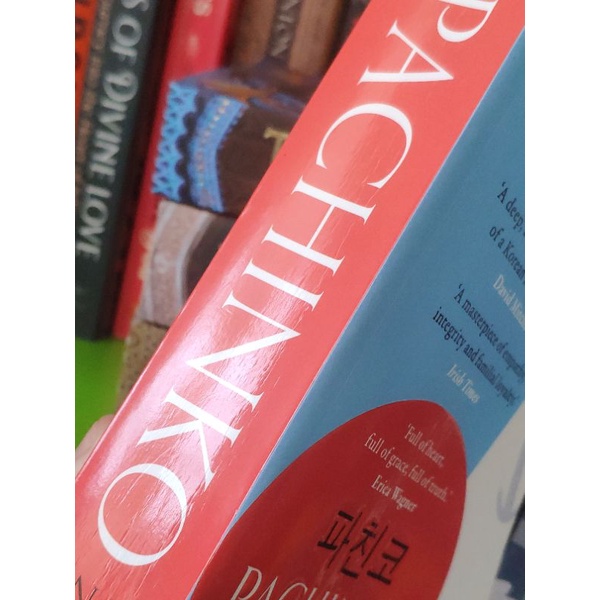 PACHINKO
'A deep,
of a Korean
David
'A masterpiece of empathy,
integrity and familial loyalty'
Irish Times
'Full of heart,
full of grace, full of truth.'
Erica Wagner
파친코
OF DIVINE LOVE